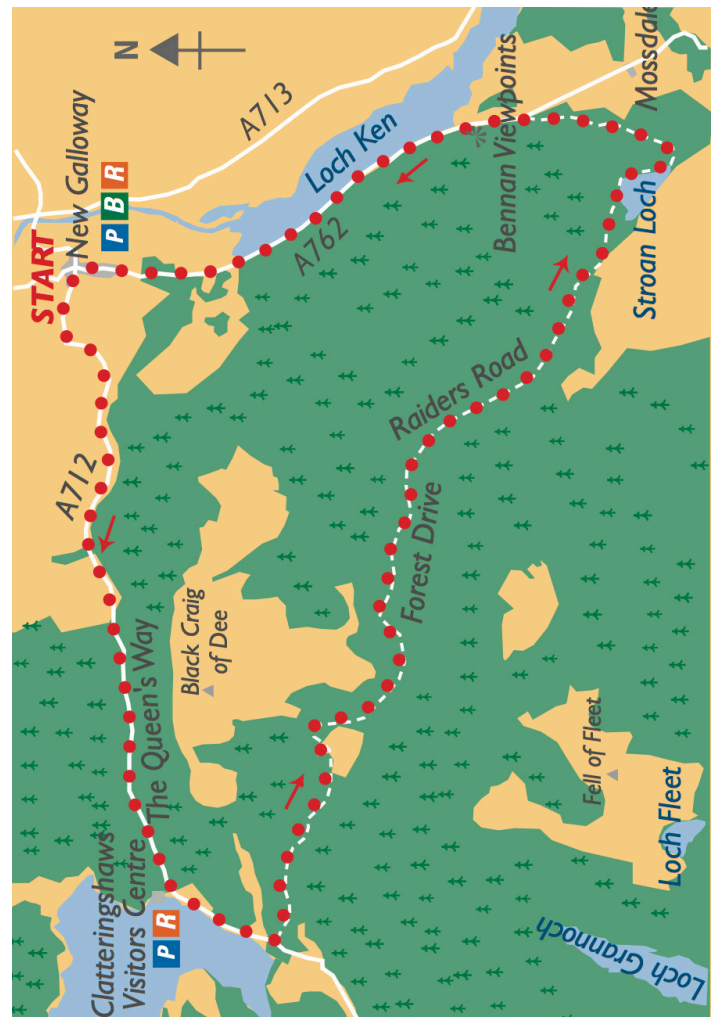 N
START
New Galloway
P B R
A713
Loch Ken
A762
Bennan Viewpoints
Mossdale
Stroan Loch
Raiders Road
Forest Drive
A712
The Queen's Way
Black Craig
of Dee
Clatteringshaws
Visitors Centre
P R
Fell of Fleet
Loch Fleet
Loch Grannoch